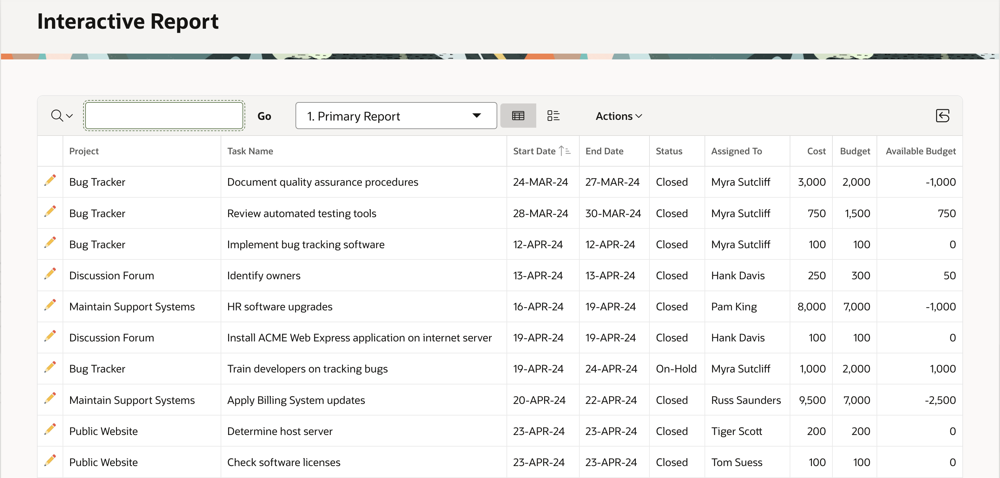 Interactive Report
Go 1. Primary Report Actions
Project Task Name Start Date End Date Status Assigned To Cost Budget Available Budget
Bug Tracker Document quality assurance procedures 24-MAR-24 27-MAR-24 Closed Myra Sutcliff 3,000 2,000 -1,000
Bug Tracker Review automated testing tools 28-MAR-24 30-MAR-24 Closed Myra Sutcliff 750 1,500 750
Bug Tracker Implement bug tracking software 12-APR-24 12-APR-24 Closed Myra Sutcliff 100 100 0
Discussion Forum Identify owners 13-APR-24 13-APR-24 Closed Hank Davis 250 300 50
Maintain Support Systems HR software upgrades 16-APR-24 19-APR-24 Closed Pam King 8,000 7,000 -1,000
Discussion Forum Install ACME Web Express application on internet server 19-APR-24 19-APR-24 Closed Hank Davis 100 100 0
Bug Tracker Train developers on tracking bugs 19-APR-24 24-APR-24 On-Hold Myra Sutcliff 1,000 2,000 1,000
Maintain Support Systems Apply Billing System updates 20-APR-24 22-APR-24 Closed Russ Saunders 9,500 7,000 -2,500
Public Website Determine host server 23-APR-24 23-APR-24 Closed Tiger Scott 200 200 0
Public Website Check software licenses 23-APR-24 23-APR-24 Closed Tom Suess 100 100 0